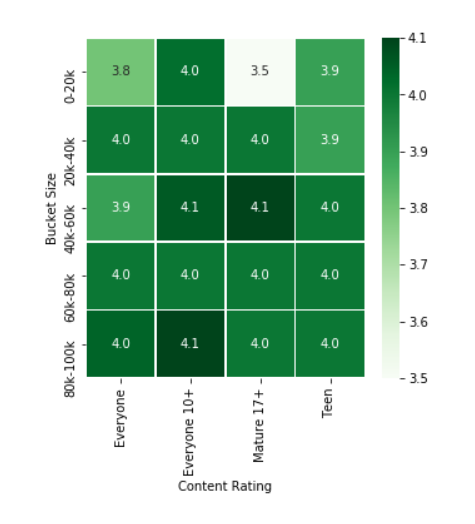 0-20k 3.8 4.0 3.5 3.9
20k-40k 4.0 4.0 4.0 3.9
40k-60k 3.9 4.1 4.1 4.0
60k-80k 4.0 4.0 4.0 4.0
80k-100k 4.0 4.1 4.0 4.0
Bucket Size
Everyone Everyone 10+ Mature 17+ Teen
Content Rating
4.1
4.0
3.9
3.8
3.7
3.6
3.5